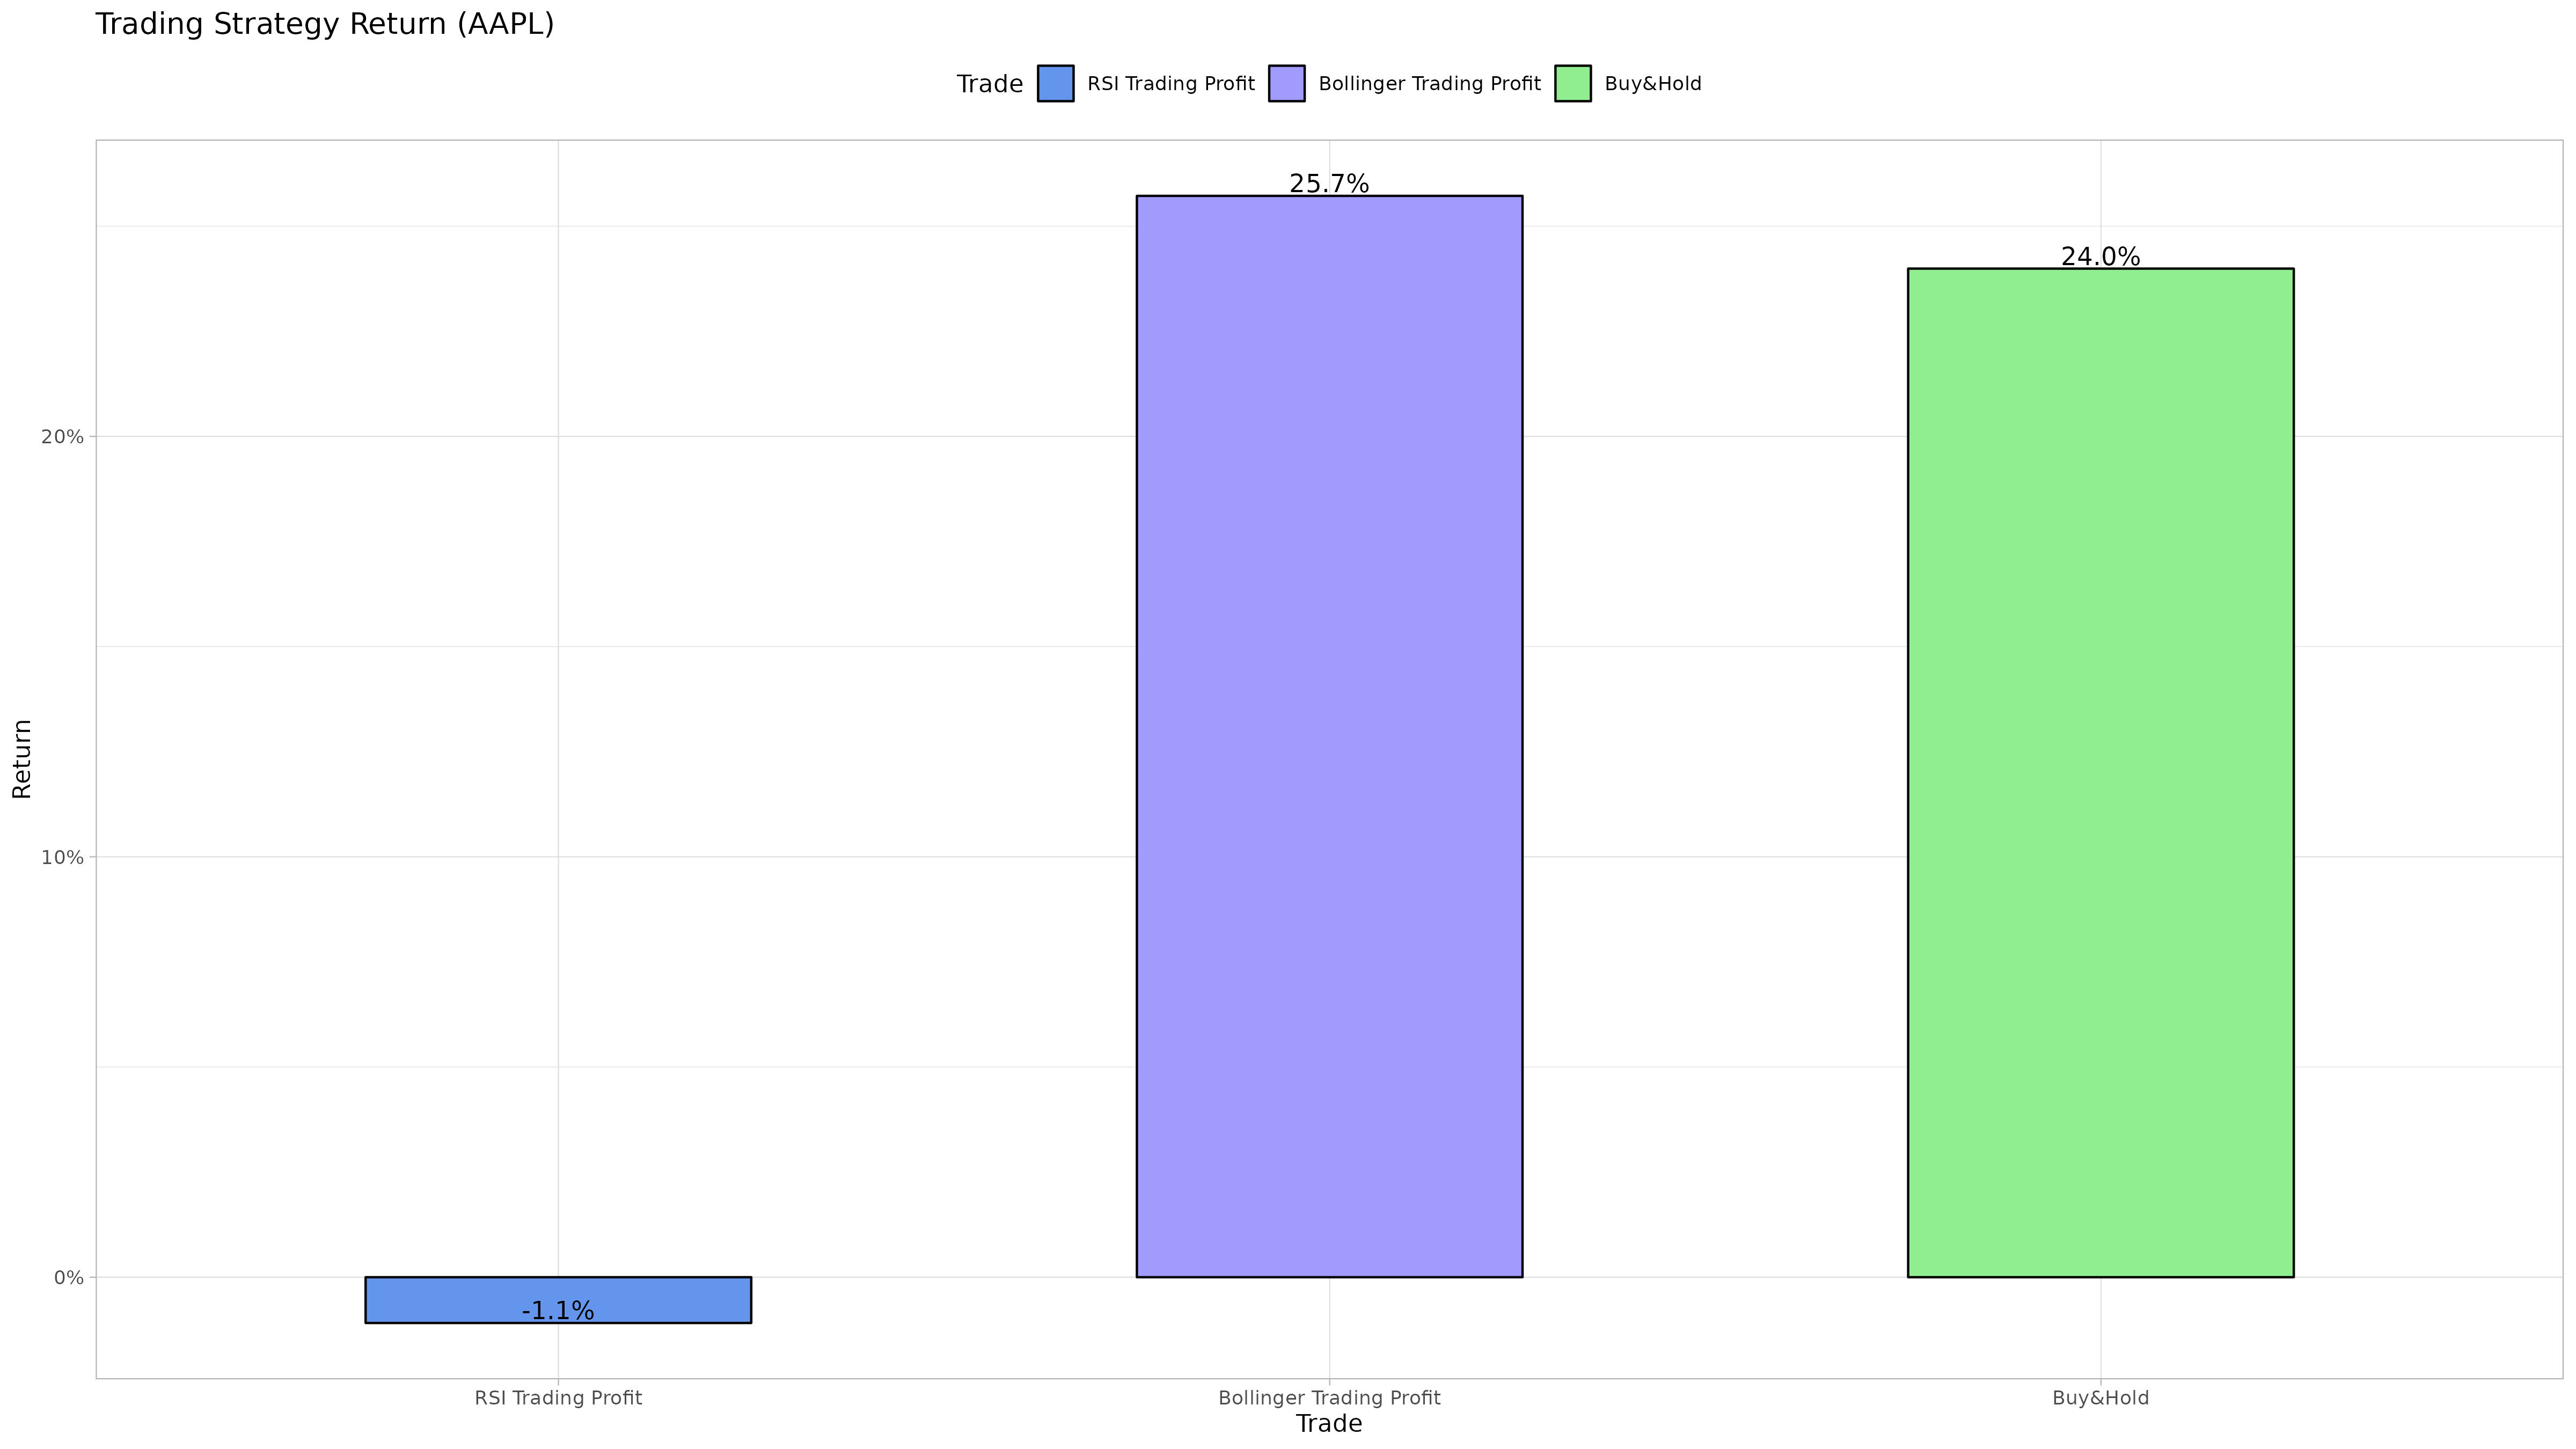 Trading Strategy Return (AAPL)
Trade RSI Trading Profit Bollinger Trading Profit Buy&Hold
25.7%
24.0%
20%
Return
10%
0%
-1.1%
RSI Trading Profit Bollinger Trading Profit Buy&Hold
Trade